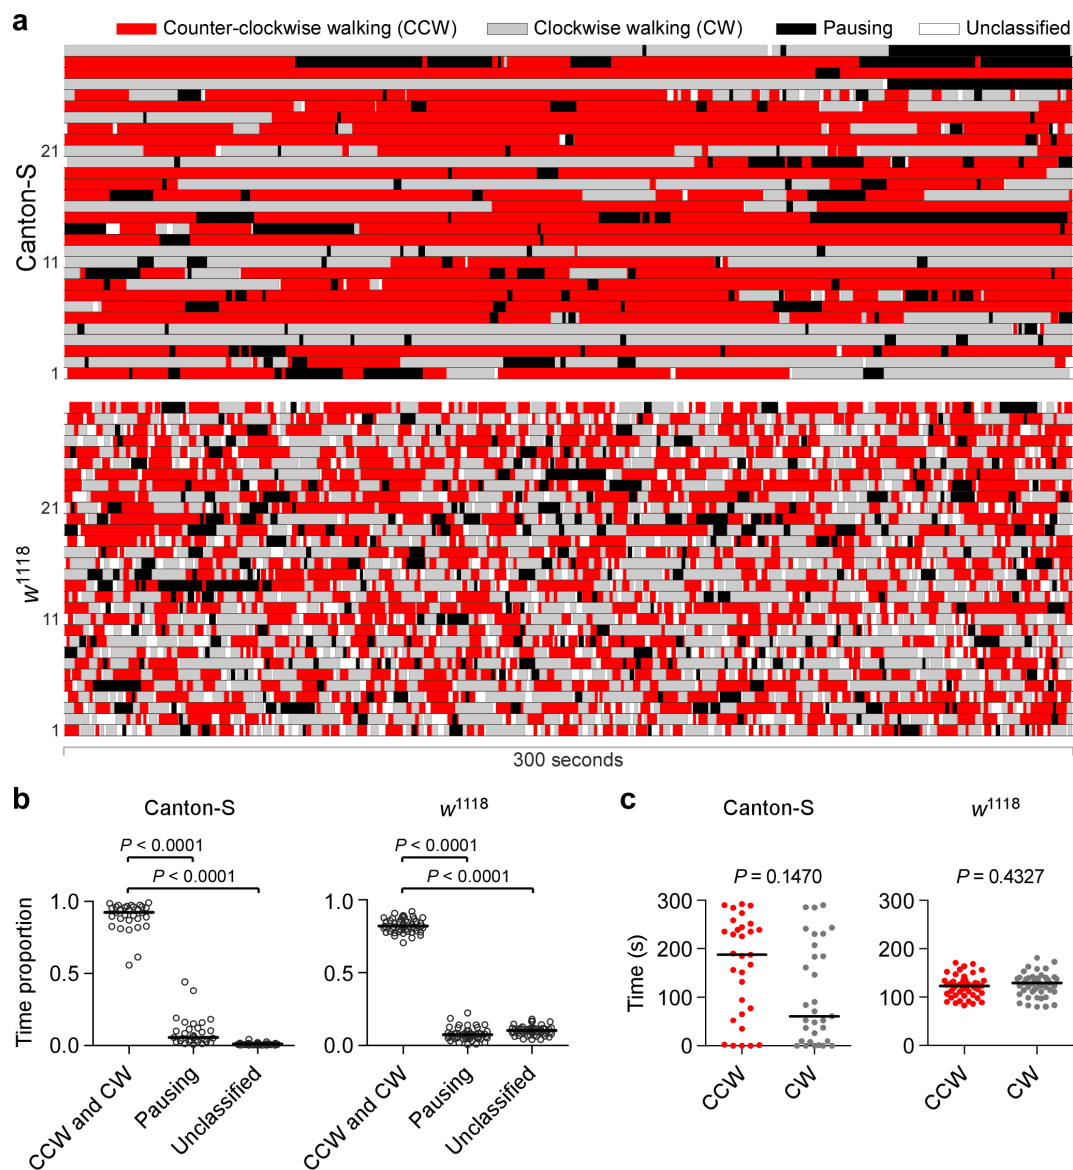 a
Counter-clockwise walking (CCW)
Clockwise walking (CW)
Pausing
Unclassified
Canton-S
21
11
1
w1118
21
11
1
300 seconds
b
Canton-S
w1118
P < 0.0001
P < 0.0001
P < 0.0001
P < 0.0001
Time proportion
1.0
0.5
0.0
1.0
0.5
0.0
CCW and CW
Pausing
Unclassified
CCW and CW
Pausing
Unclassified
c
Canton-S
w1118
P = 0.1470
P = 0.4327
Time (s)
300
200
100
0
300
200
100
0
CCW
CW
CCW
CW